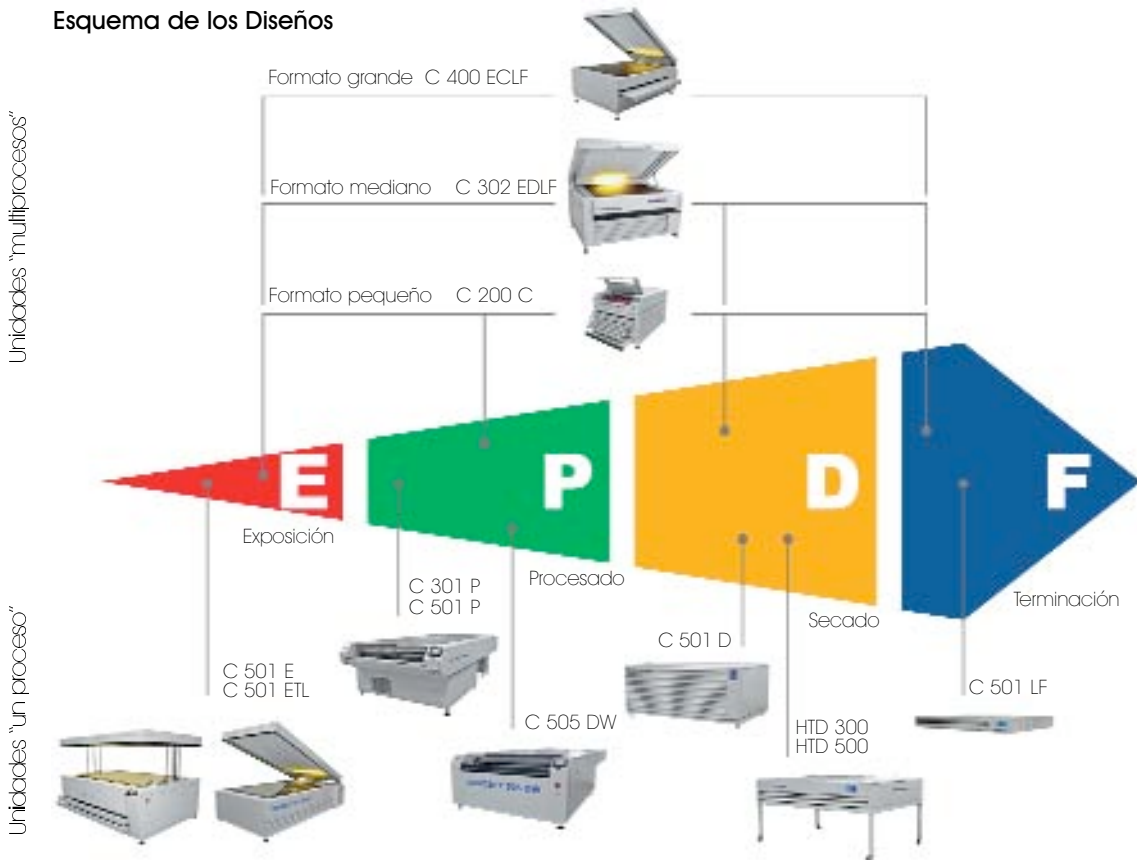 Esquema de los Diseños
Unidades "multiprocesos"
Formato grande C 400 ECLF
Formato mediano C 302 EDLF
Formato pequeño C 200 C
E
P
D
F
Exposición
Procesado
Secado
Terminación
Unidades "un proceso"
C 501 E
C 501 ETL
C 301 P
C 501 P
C 505 DW
C 501 D
HTD 300
HTD 500
C 501 LF